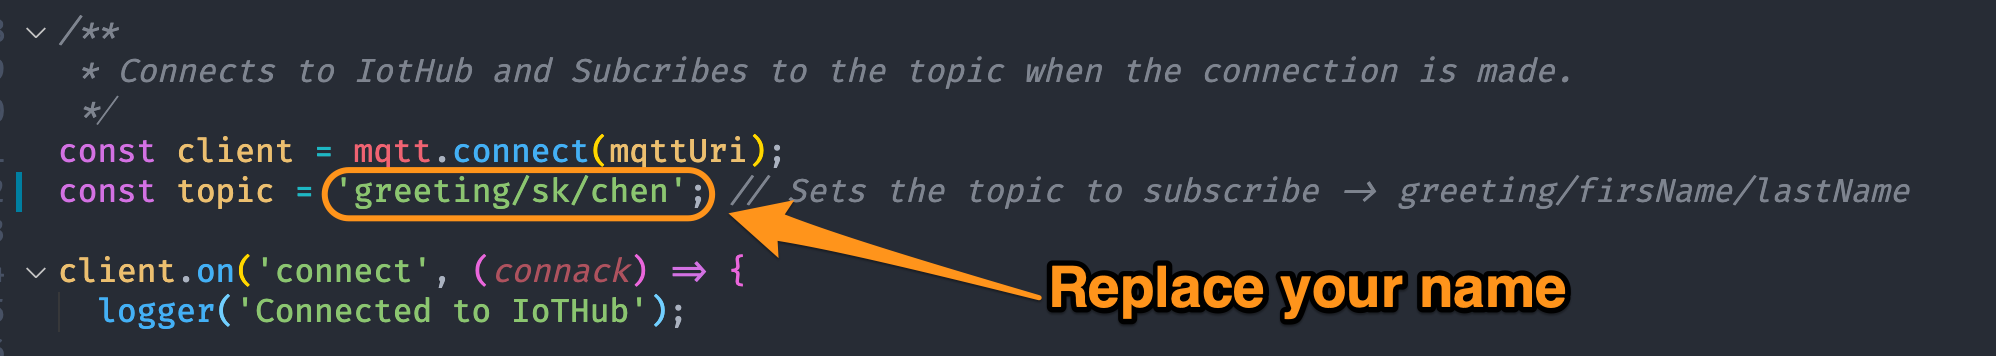 /**
* Connects to IotHub and Subcribes to the topic when the connection is made.
*/
const client = mqtt.connect(mqttUri);
const topic = 'greeting/sk/chen'; // Sets the topic to subscribe -> greeting/firsName/lastName
client.on('connect', (connack) => {
Replace your name
logger('Connected to IoTHub');